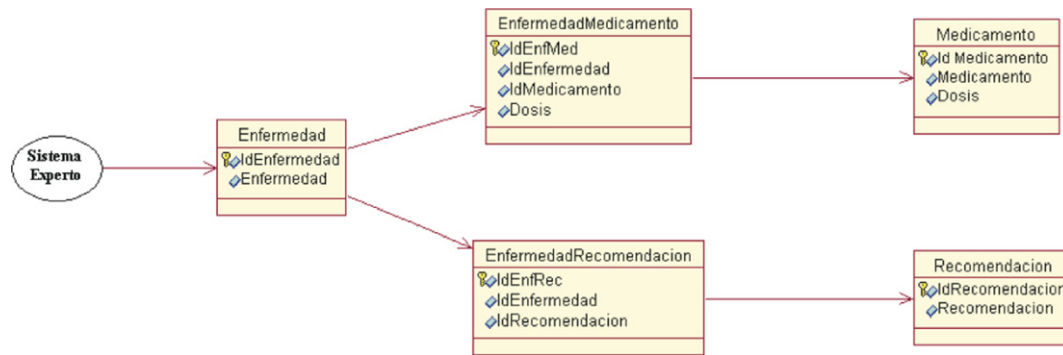 Sistema
Experto
Enfermedad
IdEnfermedad
Enfermedad
EnfermedadMedicamento
IdEnfMed
IdEnfermedad
IdMedicamento
Dosis
Medicamento
Id Medicamento
Medicamento
Dosis
EnfermedadRecomendacion
IdEnfRec
IdEnfermedad
IdRecomendacion
Recomendacion
IdRecomendacion
Recomendacion